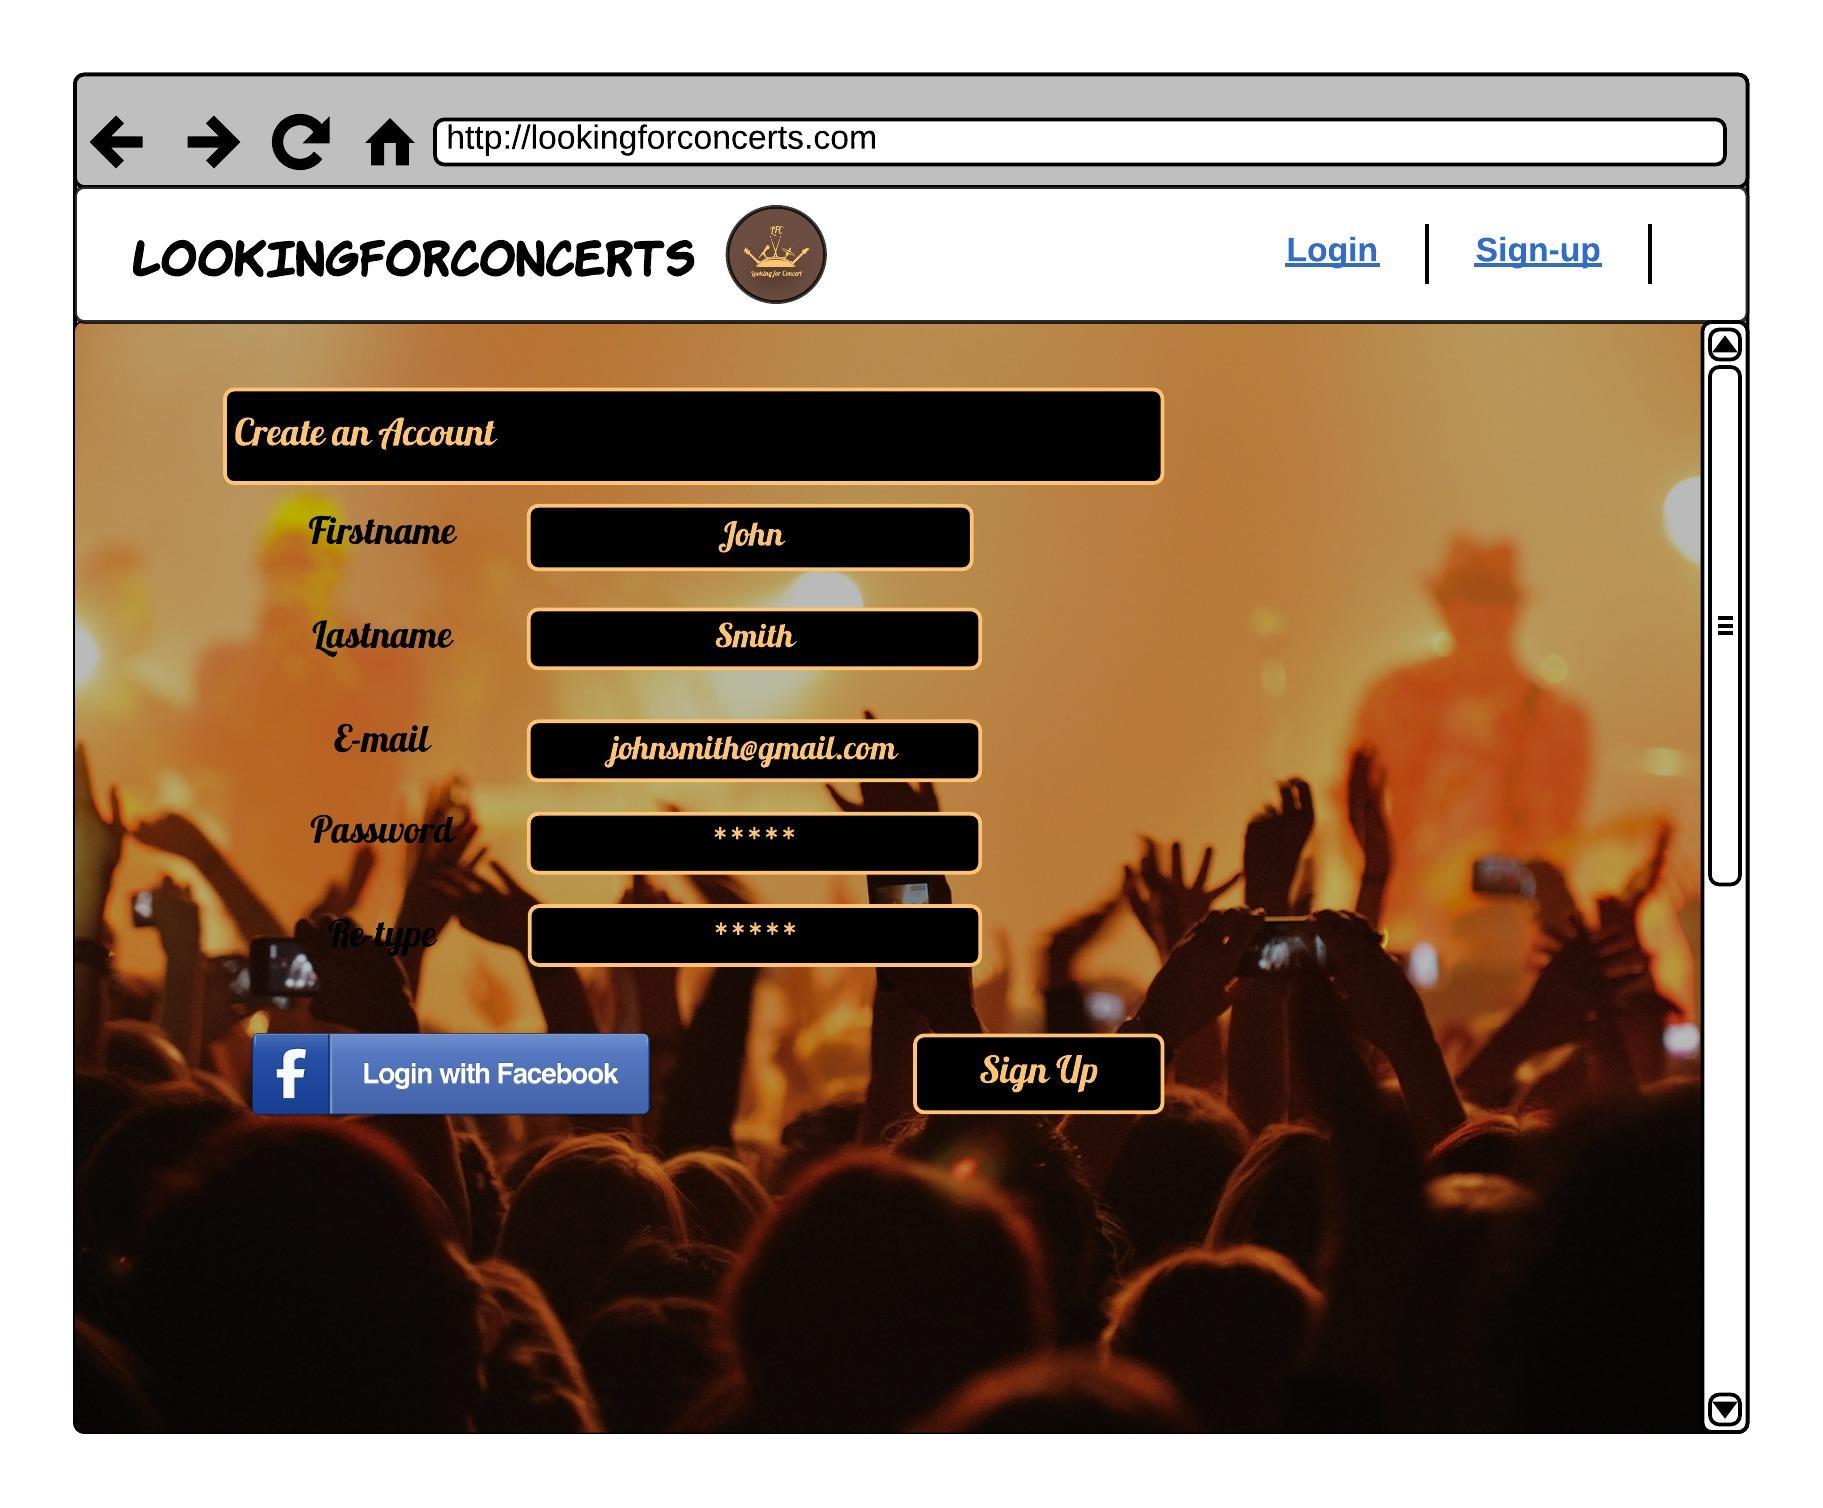 http://lookingforconcerts.com
LOOKINGFORCONCERTS
LFC
Looking for Concert
Login
Sign-up
Create an Account
Firstname
John
Lastname
Smith
E-mail
johnsmith@gmail.com
Password
*****
Re-type
*****
f
Login with Facebook
Sign Up